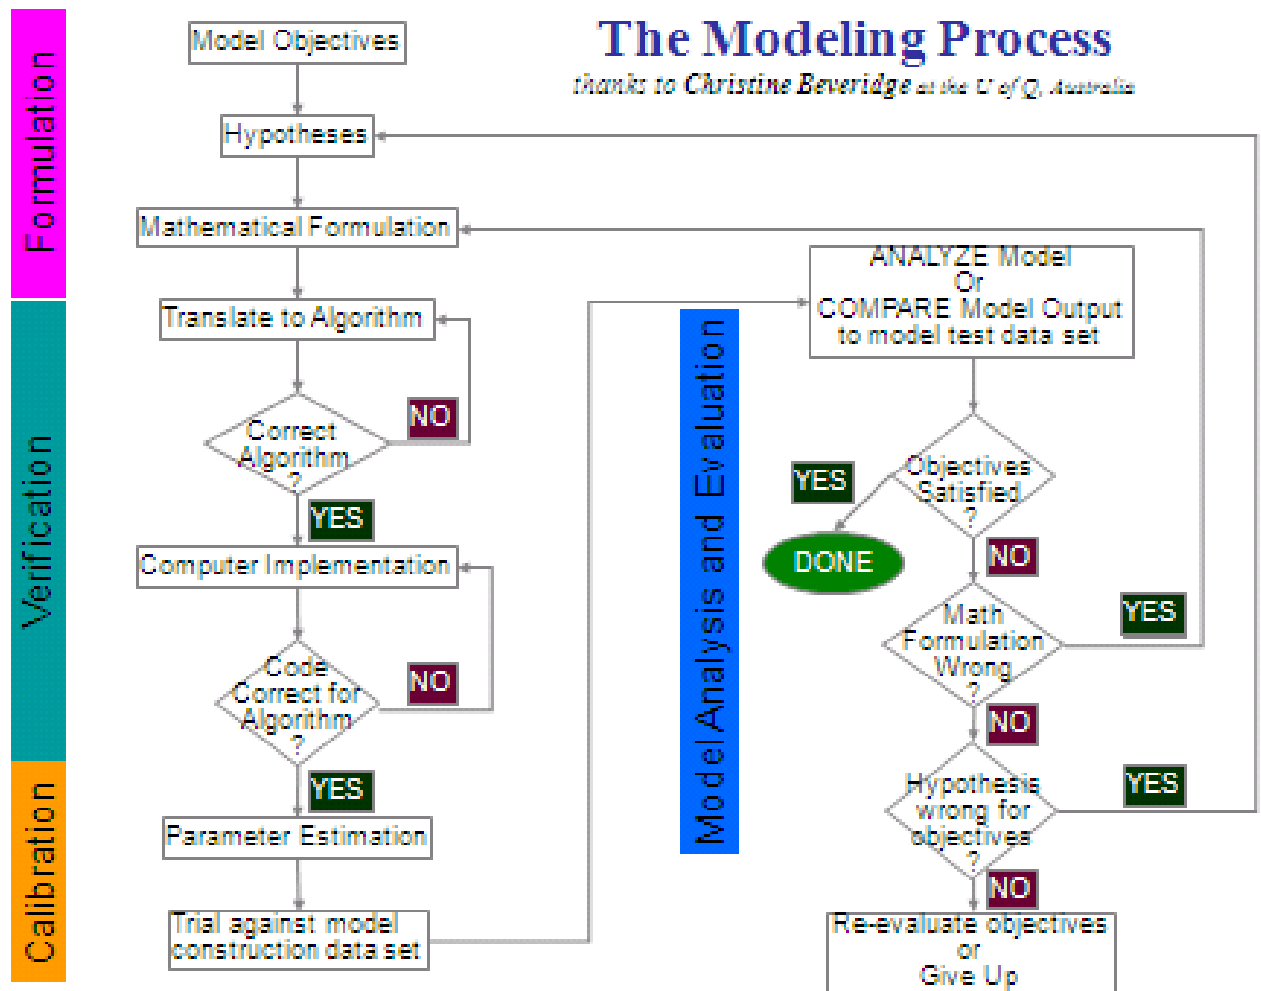 The Modeling Process
thanks to Christine Beveridge at the U of Q, Australia
Formulation
Model Objectives
Hypotheses
Mathematical Formulation
Verification
Translate to Algorithm
Correct
Algorithm
?
NO
YES
Computer Implementation
Code
Correct for
Algorithm
?
NO
YES
Calibration
Parameter Estimation
Trial against model
construction data set
Model Analysis and Evaluation
ANALYZE Model
Or
COMPARE Model Output
to model test data set
Objectives
Satisfied
?
YES
DONE
NO
Math
Formulation
Wrong
?
YES
NO
Hypothesis
wrong for
objectives
?
YES
NO
Re-evaluate objectives
or
Give Up